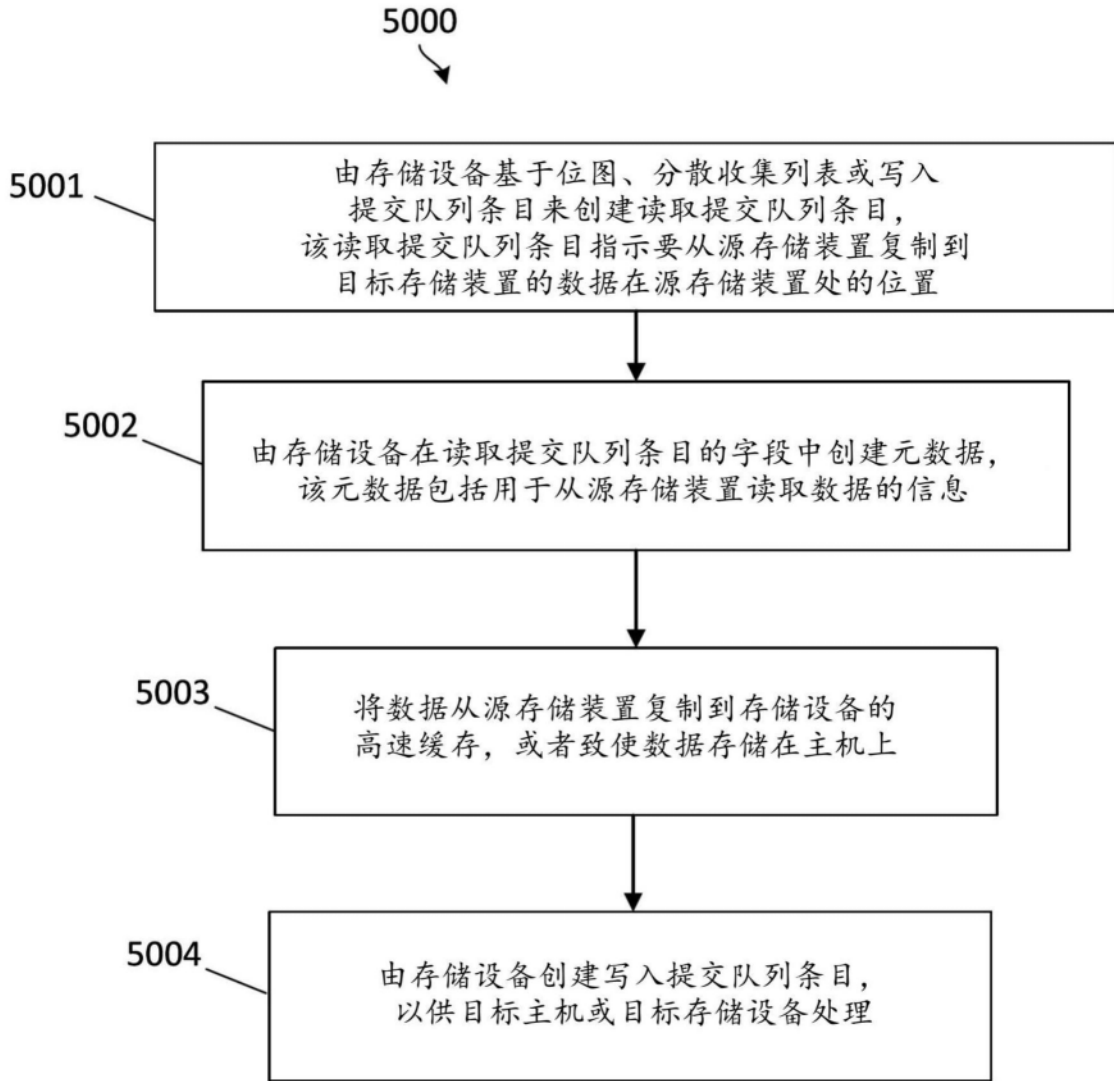 5000
5001
由存储设备基于位图、分散收集列表或写入
提交队列条目来创建读取提交队列条目，
该读取提交队列条目指示要从源存储装置复制到
目标存储装置的数据在源存储装置处的位置
5002
由存储设备在读取提交队列条目的字段中创建元数据，
该元数据包括用于从源存储装置读取数据的信息
5003
将数据从源存储装置复制到存储设备的
高速缓存，或者致使数据存储在主机上
5004
由存储设备创建写入提交队列条目，
以供目标主机或目标存储设备处理